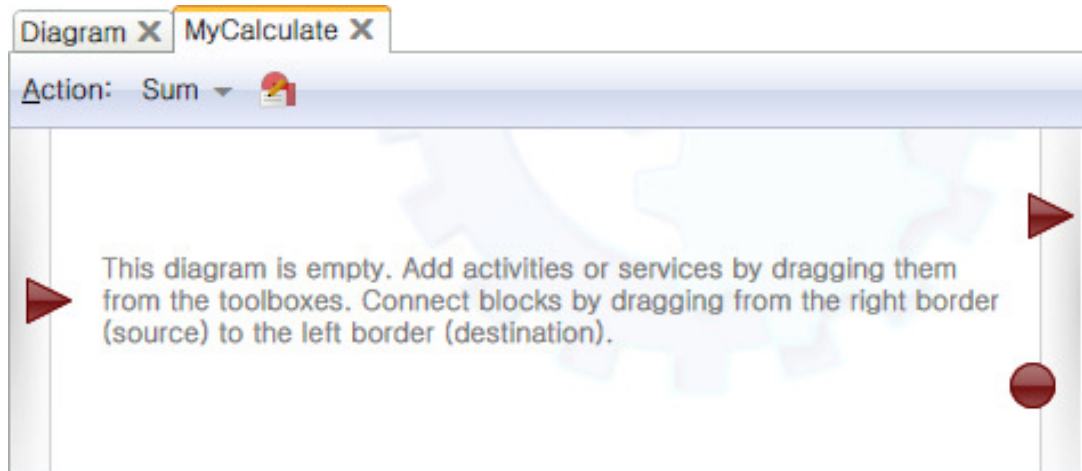 Diagram MyCalculate
Action: Sum
This diagram is empty. Add activities or services by dragging them
from the toolboxes. Connect blocks by dragging from the right border
(source) to the left border (destination).